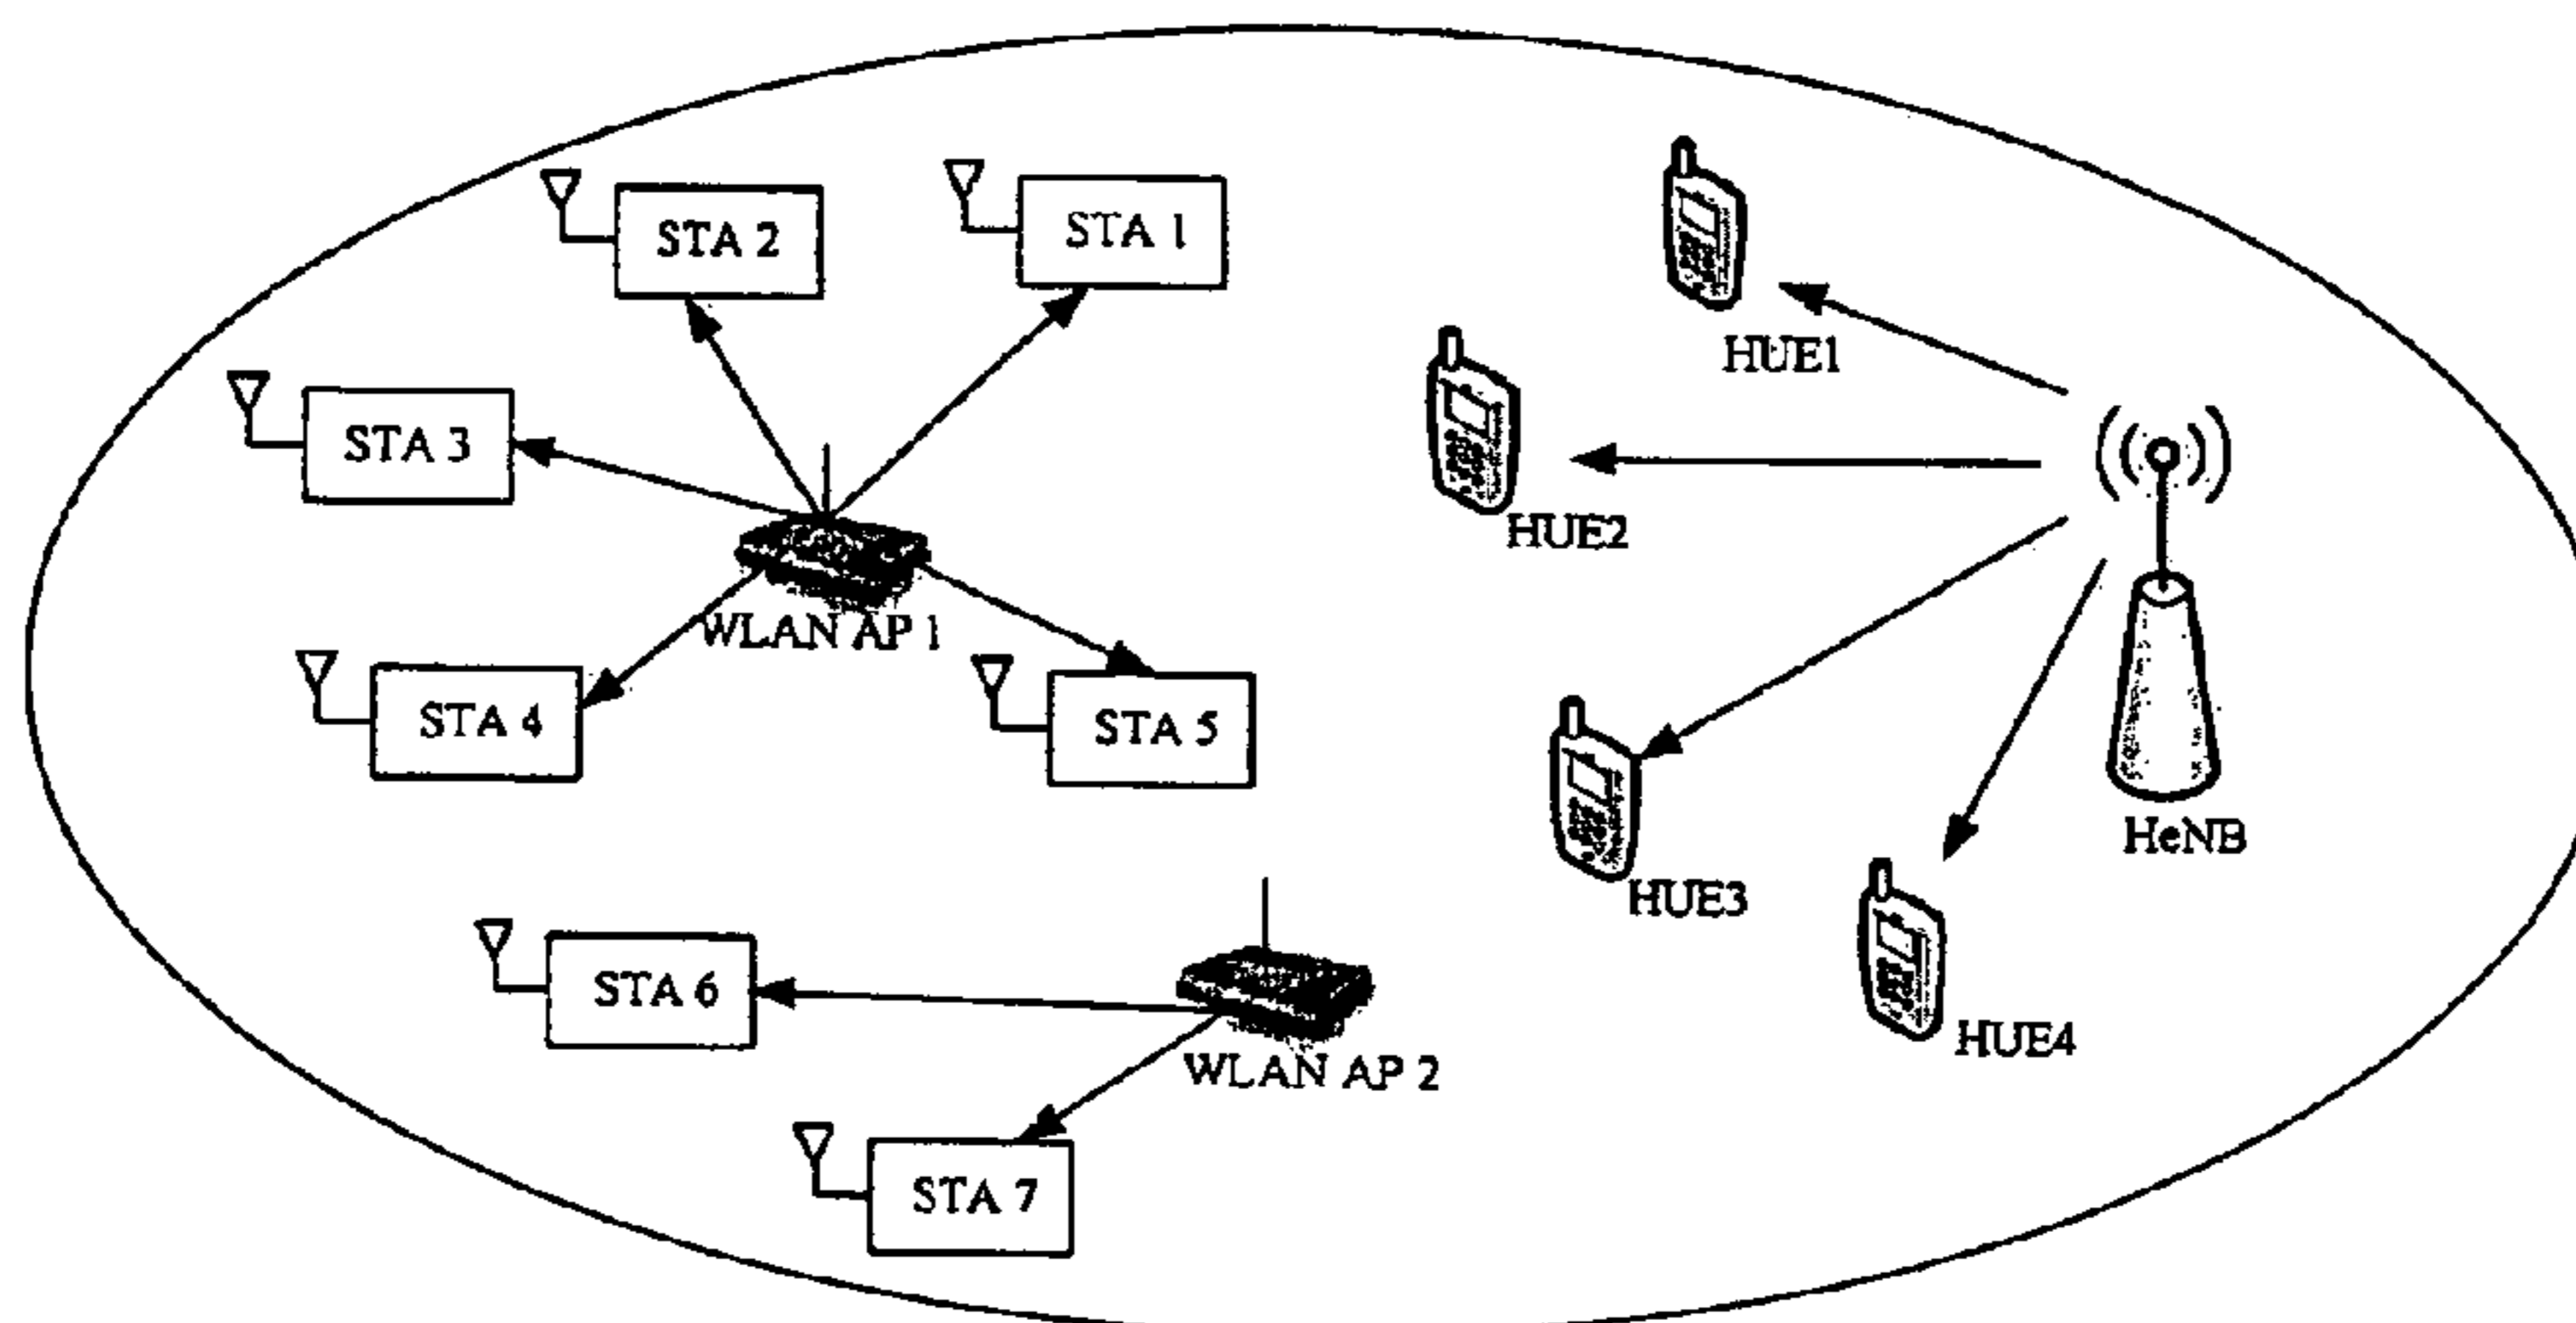 STA 2
STA 1
HUE1
STA 3
HUE2
WLAN AP 1
STA 4
STA 5
HeNB
HUE3
STA 6
HUE4
WLAN AP 2
STA 7